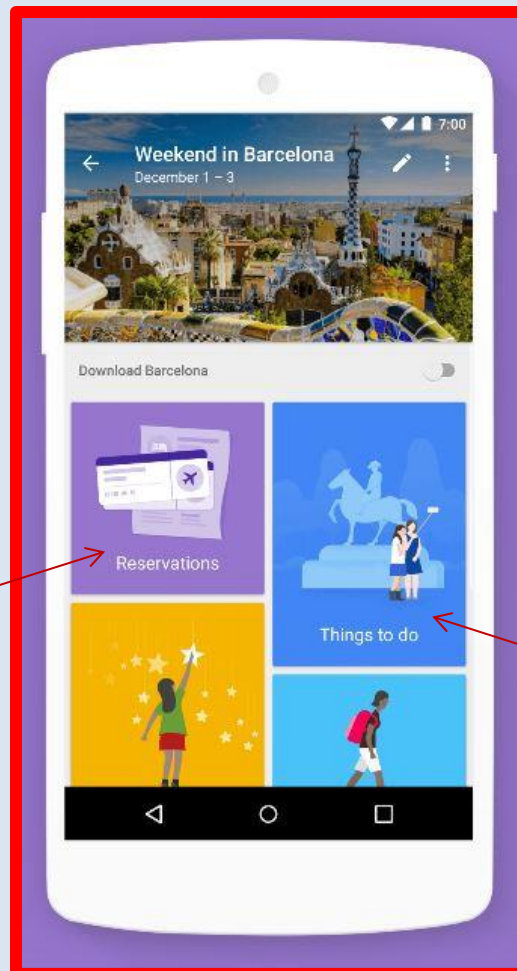 7:00
Weekend in Barcelona
December 1 – 3
Download Barcelona
Reservations
Things to do